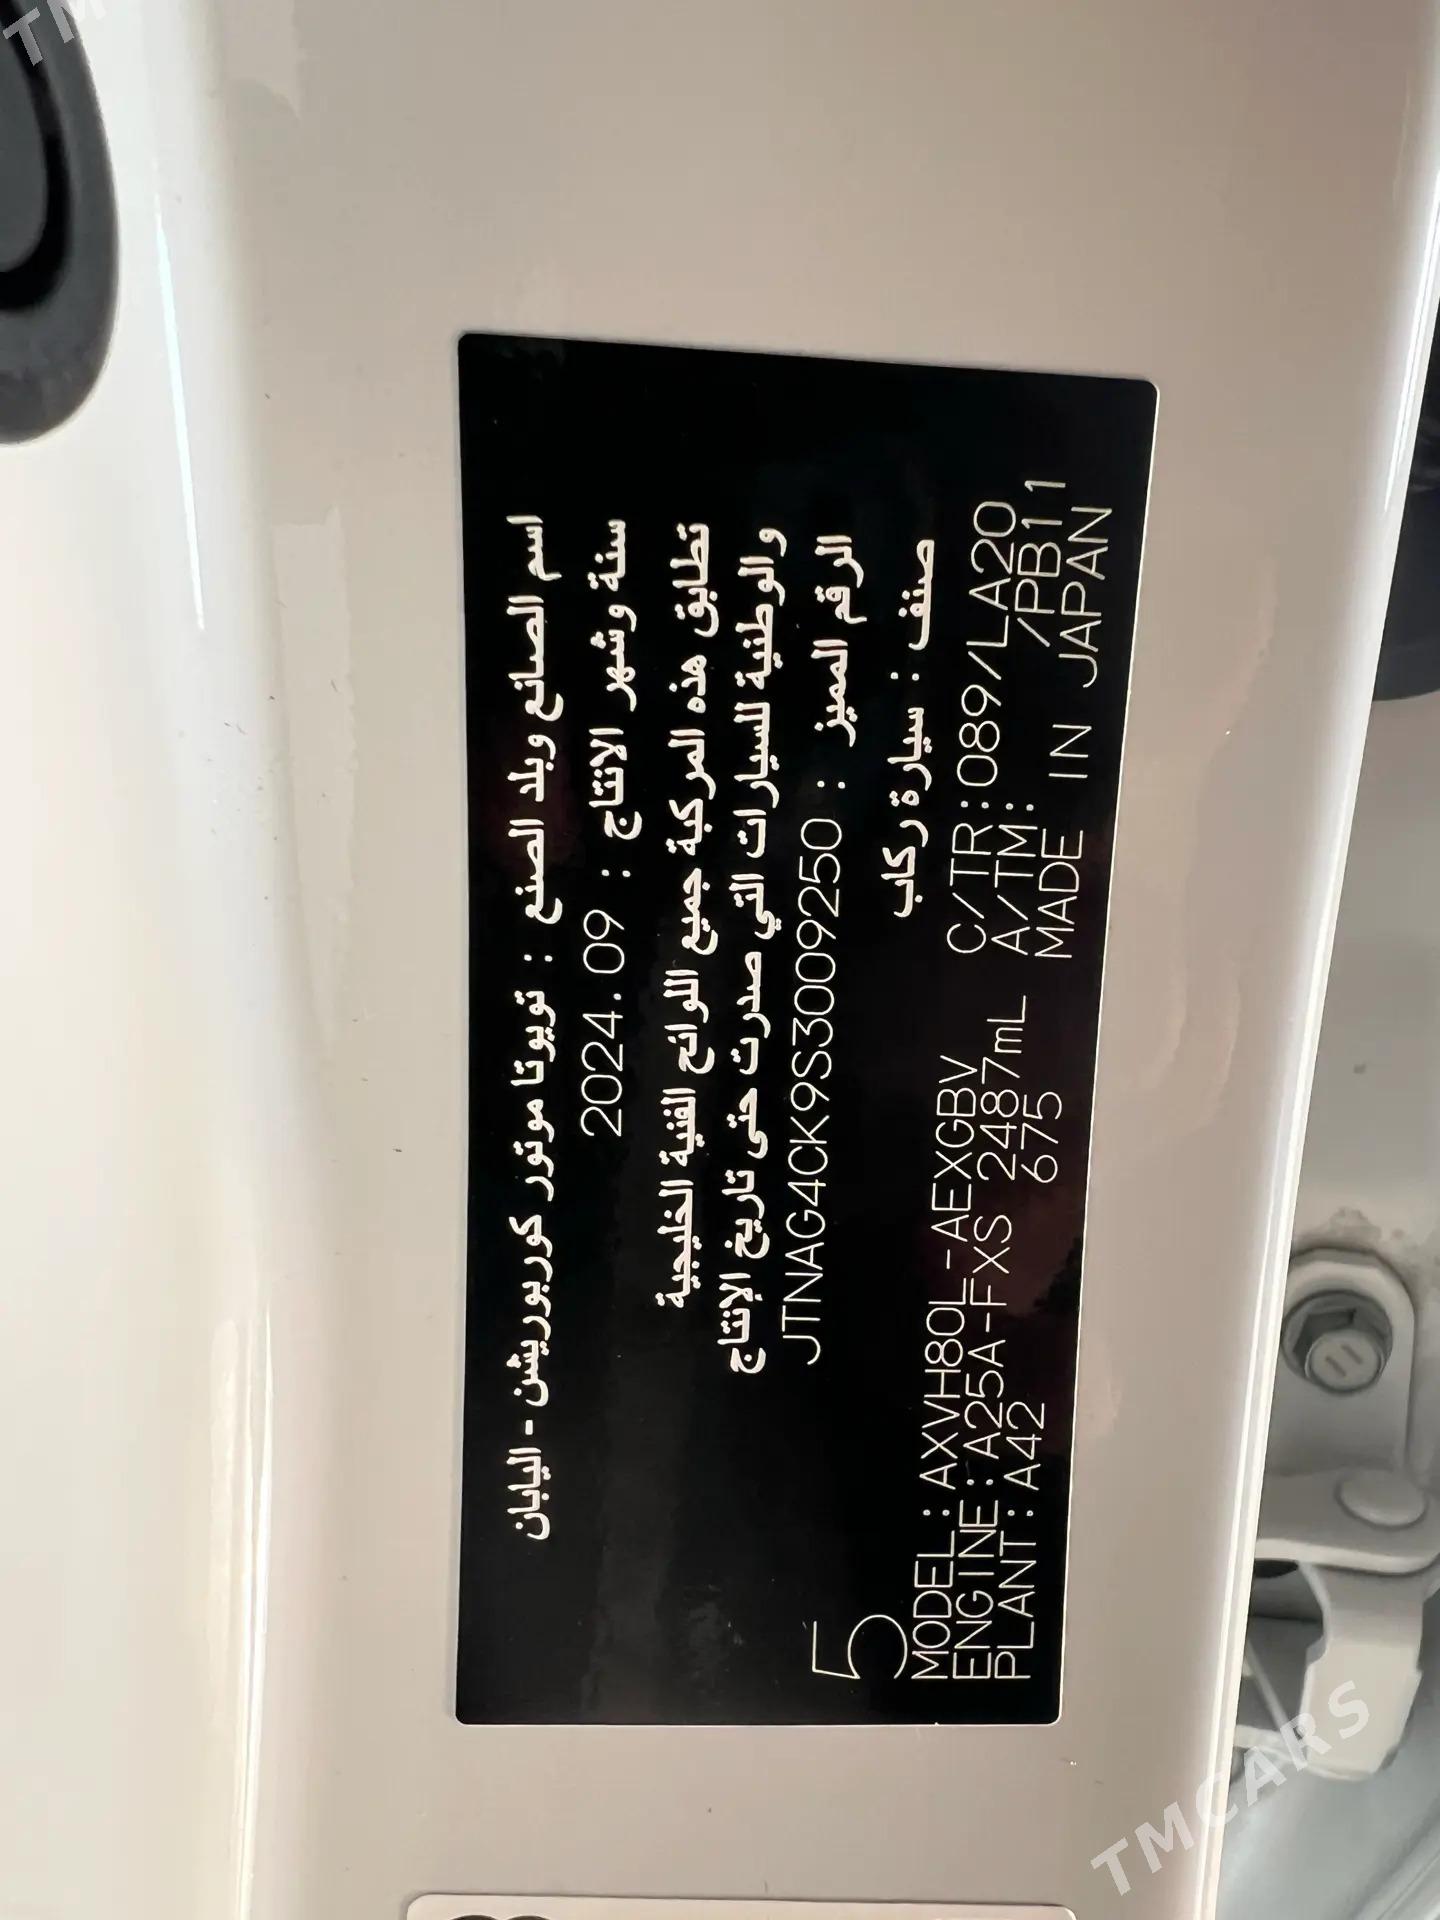 اسم الصانع وبلد الصنع : تويوتا موتور كوربوريشن - اليابان
سنة وشهر الانتاج : 2024.09
تطابق هذه المركبة جميع اللوائح الفنية الخليجية
والوطنية للسيارات التي صدرت حتى تاريخ الإنتاج
الرقم المميز : JTNAG4CK9S3009250
صنف : سيارة ركاب
5
MODEL:AXVH80L-AEXGBV C/TR:089/LA20
ENGINE:A25A-FXS 2487mL A/TM: /PB11
PLANT:A42 675 MADE IN JAPAN
TMCARS
TM